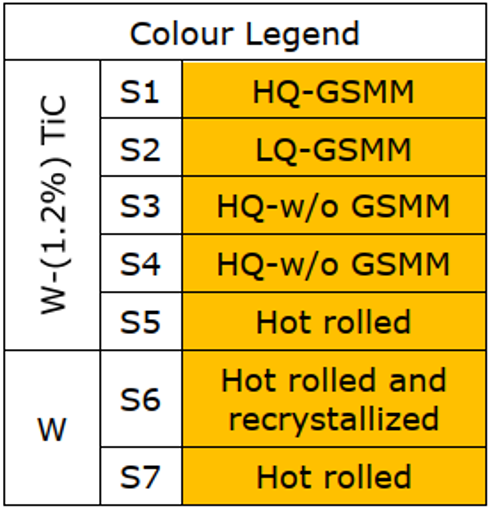 Colour Legend
W-(1.2%) TiC
S1 HQ-GSMM
S2 LQ-GSMM
S3 HQ-w/o GSMM
S4 HQ-w/o GSMM
S5 Hot rolled
W
S6 Hot rolled and
recrystallized
S7 Hot rolled